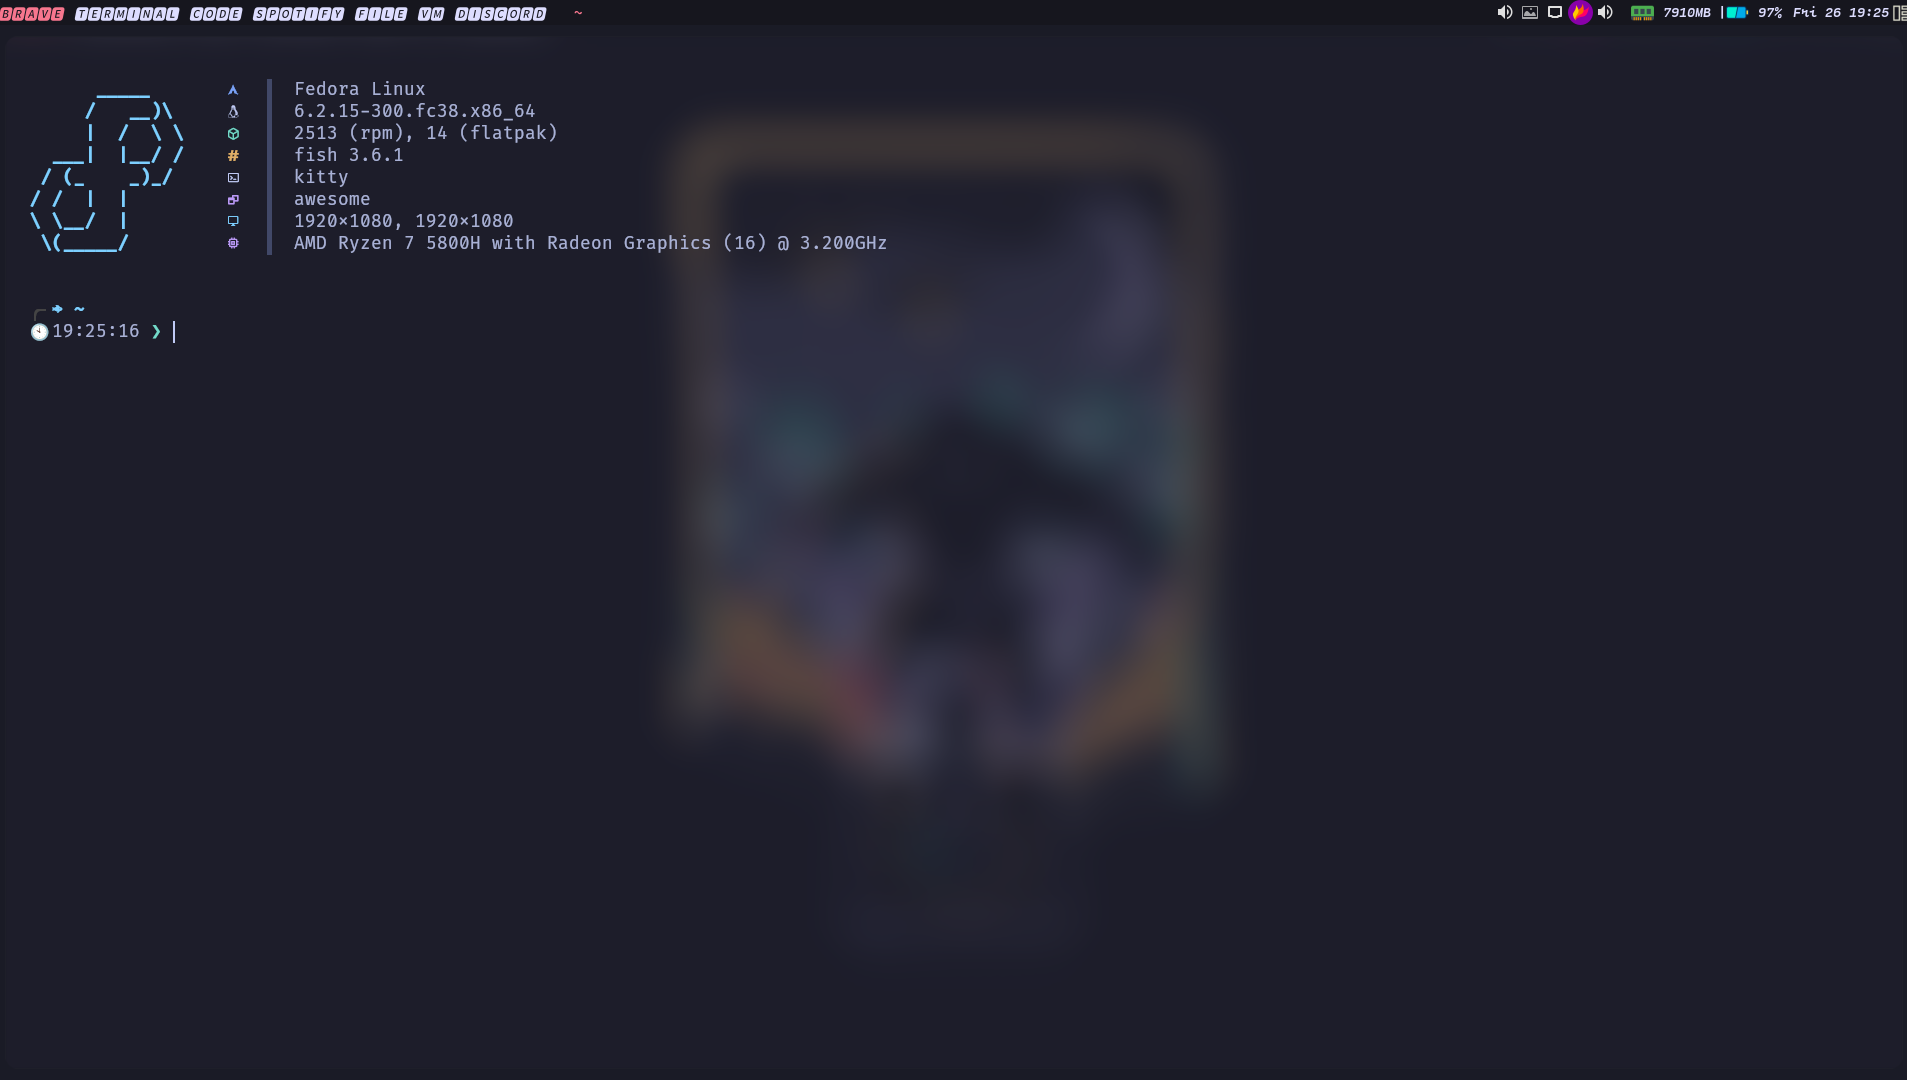 BRAVE TERMINAL CODE SPOTIFY FILE VM DISCORD ~ 7910MB | 97% Fri 26 19:25
Fedora Linux
6.2.15-300.fc38.x86_64
2513 (rpm), 14 (flatpak)
# fish 3.6.1
kitty
awesome
1920×1080, 1920×1080
AMD Ryzen 7 5800H with Radeon Graphics (16) @ 3.200GHz
~
19:25:16 ❯